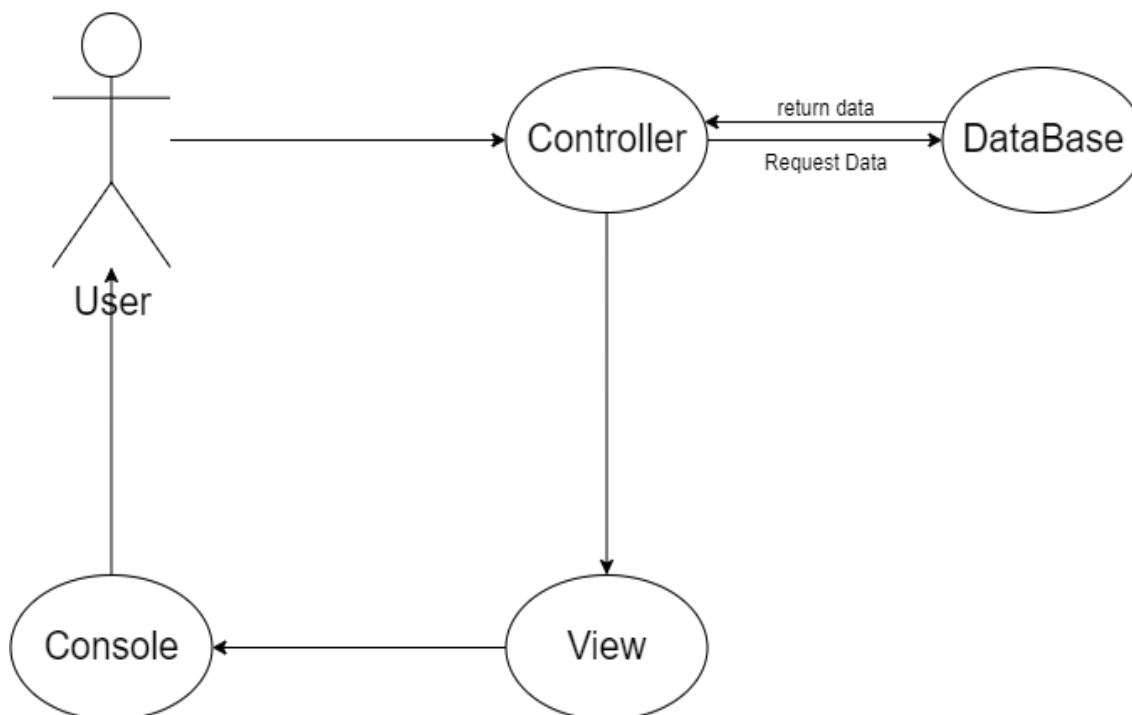 return data
Controller
DataBase
Request Data
User
Console
View